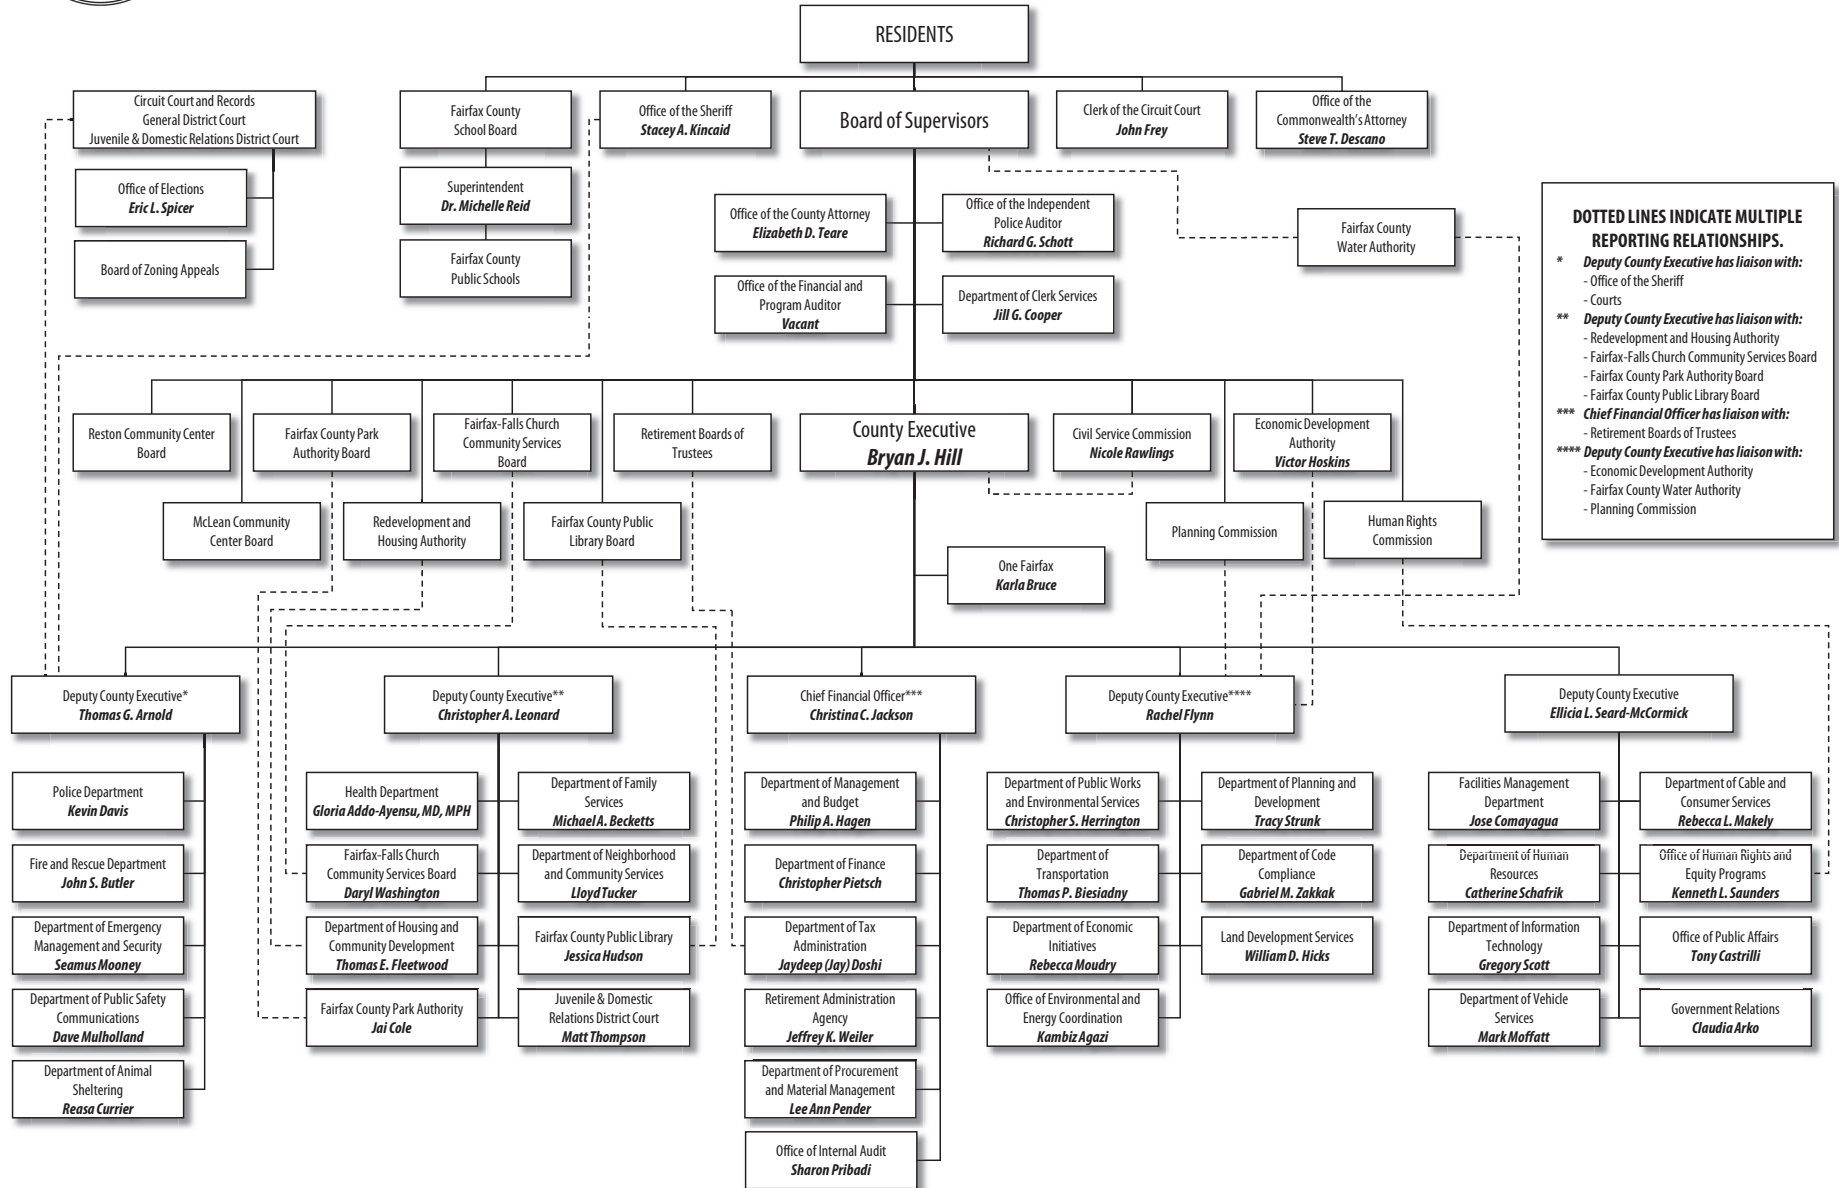 RESIDENTS
Circuit Court and Records
General District Court
Juvenile & Domestic Relations District Court
Fairfax County
School Board
Office of the Sheriff
Stacey A. Kincaid
Board of Supervisors
Clerk of the Circuit Court
John Frey
Office of the
Commonwealth's Attorney
Steve T. Descano
Office of Elections
Eric L. Spicer
Superintendent
Dr. Michelle Reid
Board of Zoning Appeals
Fairfax County
Public Schools
Office of the County Attorney
Elizabeth D. Teare
Office of the Independent
Police Auditor
Richard G. Schott
Fairfax County
Water Authority
Office of the Financial and
Program Auditor
Vacant
Department of Clerk Services
Jill G. Cooper
DOTTED LINES INDICATE MULTIPLE
REPORTING RELATIONSHIPS.
* Deputy County Executive has liaison with:
- Office of the Sheriff
- Courts
** Deputy County Executive has liaison with:
- Redevelopment and Housing Authority
- Fairfax-Falls Church Community Services Board
- Fairfax County Park Authority Board
- Fairfax County Public Library Board
*** Chief Financial Officer has liaison with:
- Retirement Boards of Trustees
**** Deputy County Executive has liaison with:
- Economic Development Authority
- Fairfax County Water Authority
- Planning Commission
Reston Community Center
Board
Fairfax County Park
Authority Board
Fairfax-Falls Church
Community Services
Board
Retirement Boards of
Trustees
County Executive
Bryan J. Hill
Civil Service Commission
Nicole Rawlings
Economic Development
Authority
Victor Hoskins
McLean Community
Center Board
Redevelopment and
Housing Authority
Fairfax County Public
Library Board
Planning Commission
Human Rights
Commission
One Fairfax
Karla Bruce
Deputy County Executive*
Thomas G. Arnold
Deputy County Executive**
Christopher A. Leonard
Chief Financial Officer***
Christina C. Jackson
Deputy County Executive****
Rachel Flynn
Deputy County Executive
Ellicia L. Seard-McCormick
Police Department
Kevin Davis
Fire and Rescue Department
John S. Butler
Department of Emergency
Management and Security
Seamus Mooney
Department of Public Safety
Communications
Dave Mulholland
Department of Animal
Sheltering
Reasa Currier
Health Department
Gloria Addo-Ayensu, MD, MPH
Department of Family
Services
Michael A. Becketts
Fairfax-Falls Church
Community Services Board
Daryl Washington
Department of Neighborhood
and Community Services
Lloyd Tucker
Department of Housing and
Community Development
Thomas E. Fleetwood
Fairfax County Public Library
Jessica Hudson
Fairfax County Park Authority
Jai Cole
Juvenile & Domestic
Relations District Court
Matt Thompson
Department of Management
and Budget
Philip A. Hagen
Department of Finance
Christopher Pietsch
Department of Tax
Administration
Jaydeep (Jay) Doshi
Retirement Administration
Agency
Jeffrey K. Weiler
Department of Procurement
and Material Management
Lee Ann Pender
Office of Internal Audit
Sharon Pribadi
Department of Public Works
and Environmental Services
Christopher S. Herrington
Department of Planning and
Development
Tracy Strunk
Department of
Transportation
Thomas P. Biesiadny
Department of Code
Compliance
Gabriel M. Zakkak
Department of Economic
Initiatives
Rebecca Moudry
Land Development Services
William D. Hicks
Office of Environmental and
Energy Coordination
Kambiz Agazi
Facilities Management
Department
Jose Comayagua
Department of Cable and
Consumer Services
Rebecca L. Makely
Department of Human
Resources
Catherine Schafrik
Office of Human Rights and
Equity Programs
Kenneth L. Saunders
Department of Information
Technology
Gregory Scott
Office of Public Affairs
Tony Castrilli
Department of Vehicle
Services
Mark Moffatt
Government Relations
Claudia Arko